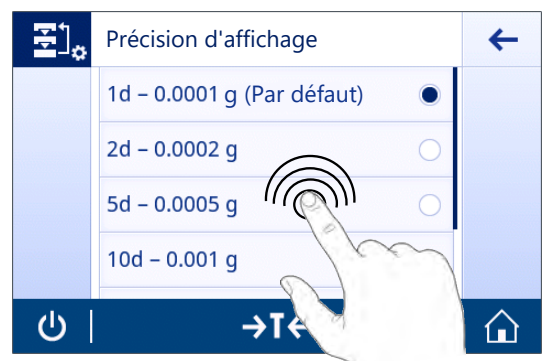 Précision d'affichage
1d – 0.0001 g (Par défaut)
2d – 0.0002 g
5d – 0.0005 g
10d – 0.001 g
→T←